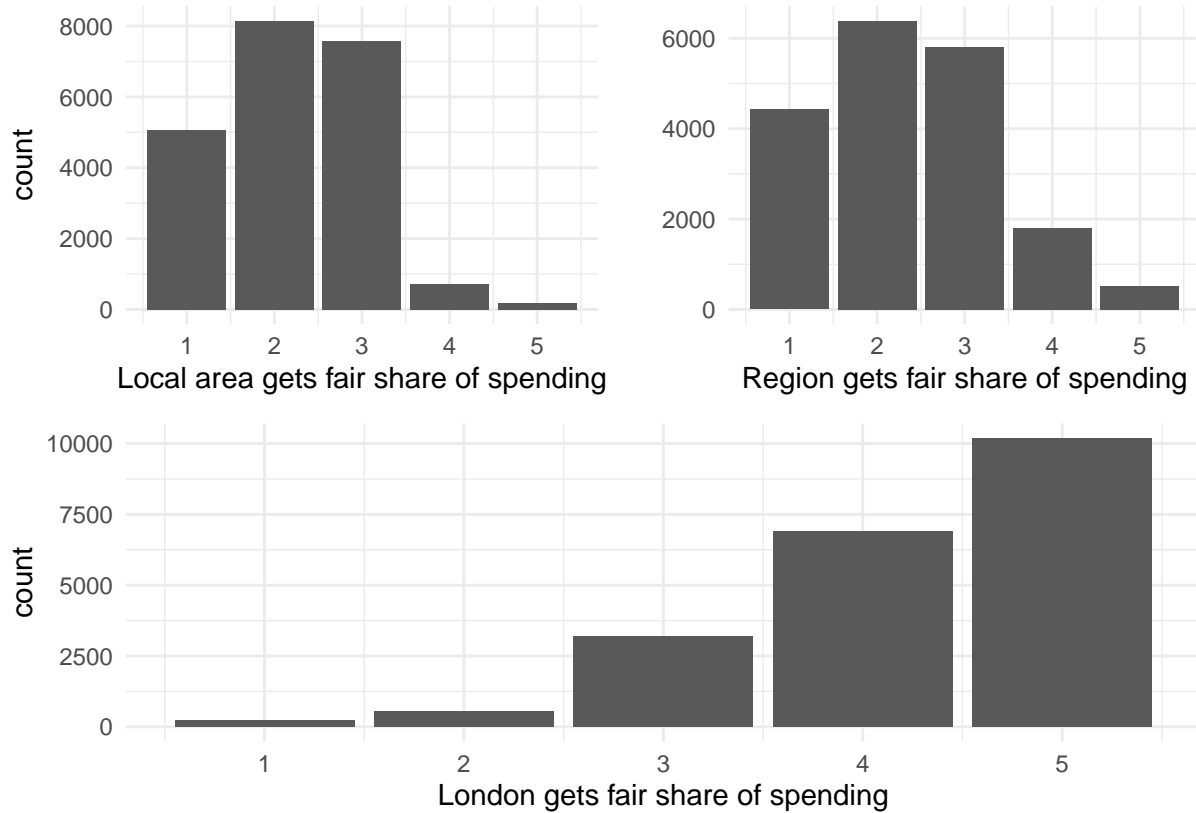 count
8000
6000
4000
2000
0
1 2 3 4 5
Local area gets fair share of spending
6000
4000
2000
0
1 2 3 4 5
Region gets fair share of spending
count
10000
7500
5000
2500
0
1 2 3 4 5
London gets fair share of spending